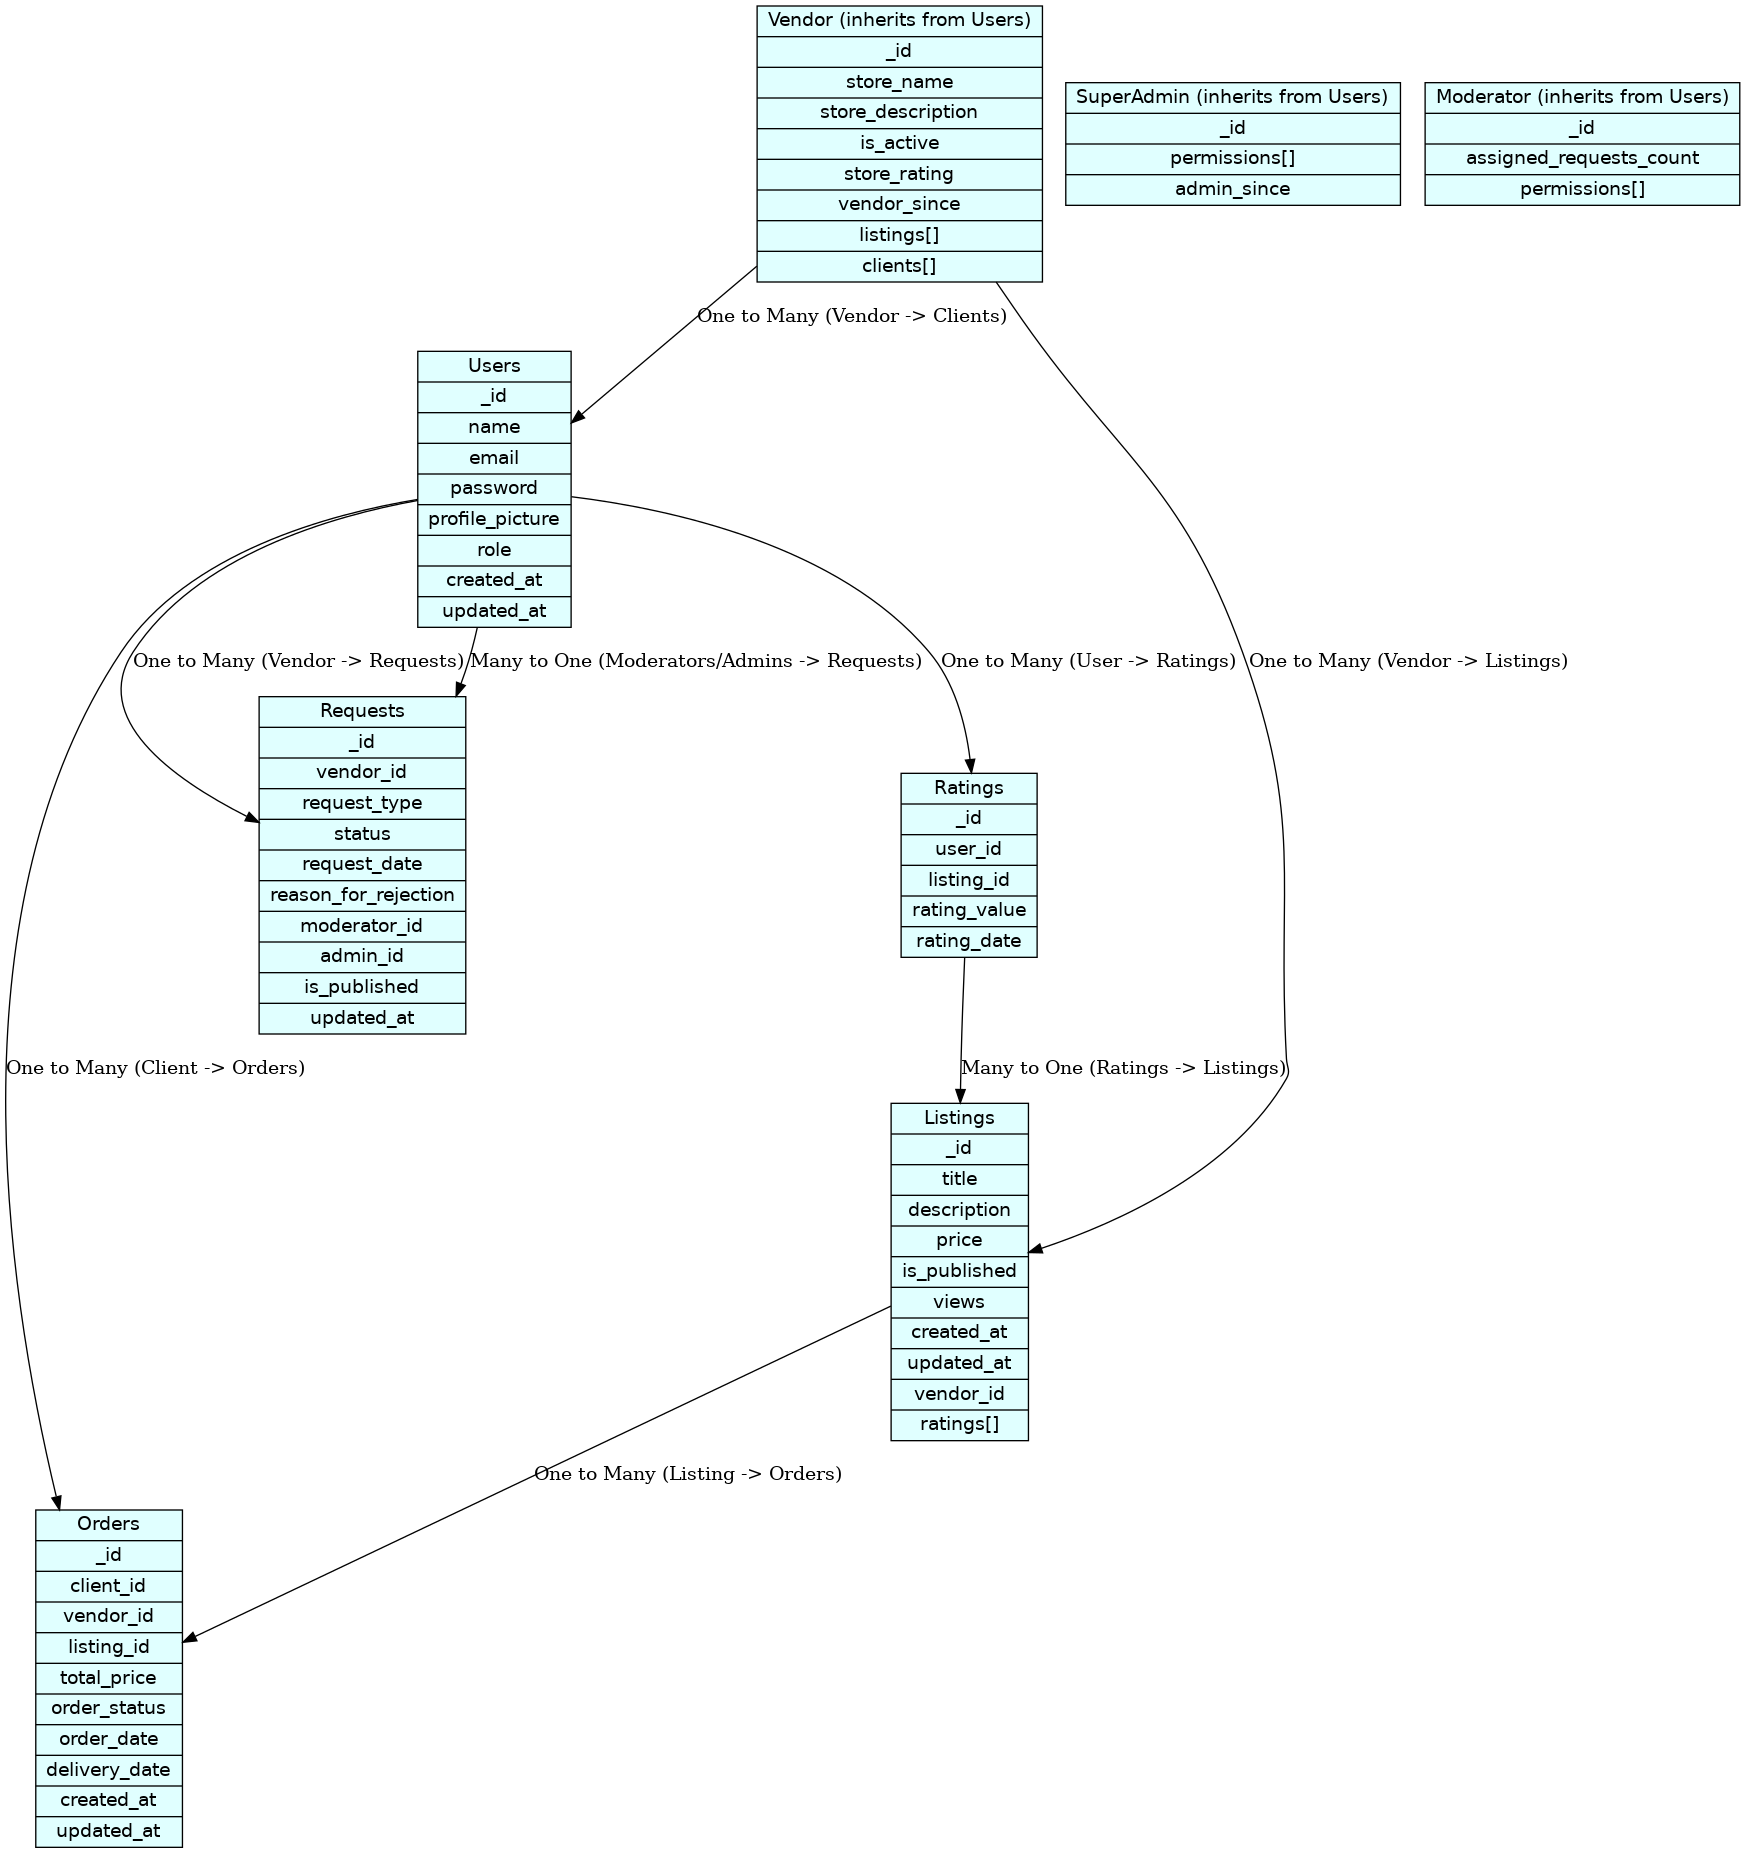 Vendor (inherits from Users)
_id
store_name
store_description
is_active
store_rating
vendor_since
listings[]
clients[]
SuperAdmin (inherits from Users)
_id
permissions[]
admin_since
Moderator (inherits from Users)
_id
assigned_requests_count
permissions[]
One to Many (Vendor -> Clients)
Users
_id
name
email
password
profile_picture
role
created_at
updated_at
One to Many (Vendor -> Requests)
Many to One (Moderators/Admins -> Requests)
One to Many (User -> Ratings)
One to Many (Vendor -> Listings)
Requests
_id
vendor_id
request_type
status
request_date
reason_for_rejection
moderator_id
admin_id
is_published
updated_at
Ratings
_id
user_id
listing_id
rating_value
rating_date
One to Many (Client -> Orders)
Many to One (Ratings -> Listings)
Listings
_id
title
description
price
is_published
views
created_at
updated_at
vendor_id
ratings[]
One to Many (Listing -> Orders)
Orders
_id
client_id
vendor_id
listing_id
total_price
order_status
order_date
delivery_date
created_at
updated_at